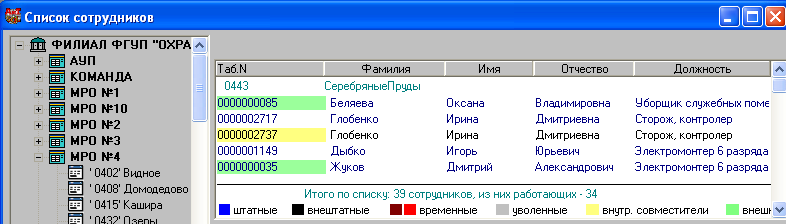 Список сотрудников
ФИЛИАЛ ФГУП "ОХРА
АУП
КОМАНДА
МРО №1
МРО №10
МРО №2
МРО №3
МРО №4
'0402' Видное
'0408' Домодедово
'0415' Кашира
'0432' Озеры
Таб.N Фамилия Имя Отчество Должность
0443 СеребряныеПруды
0000000085 Беляева Оксана Владимировна Уборщик служебных поме
0000002717 Глобенко Ирина Дмитриевна Сторож, контролер
0000002737 Глобенко Ирина Дмитриевна Сторож, контролер
0000001149 Дыбко Игорь Юрьевич Электромонтер 6 разряда
0000000035 Жуков Дмитрий Александрович Электромонтер 6 разряда
Итого по списку: 39 сотрудников, из них работающих - 34
штатные внештатные временные уволенные внутр. совместители внеш